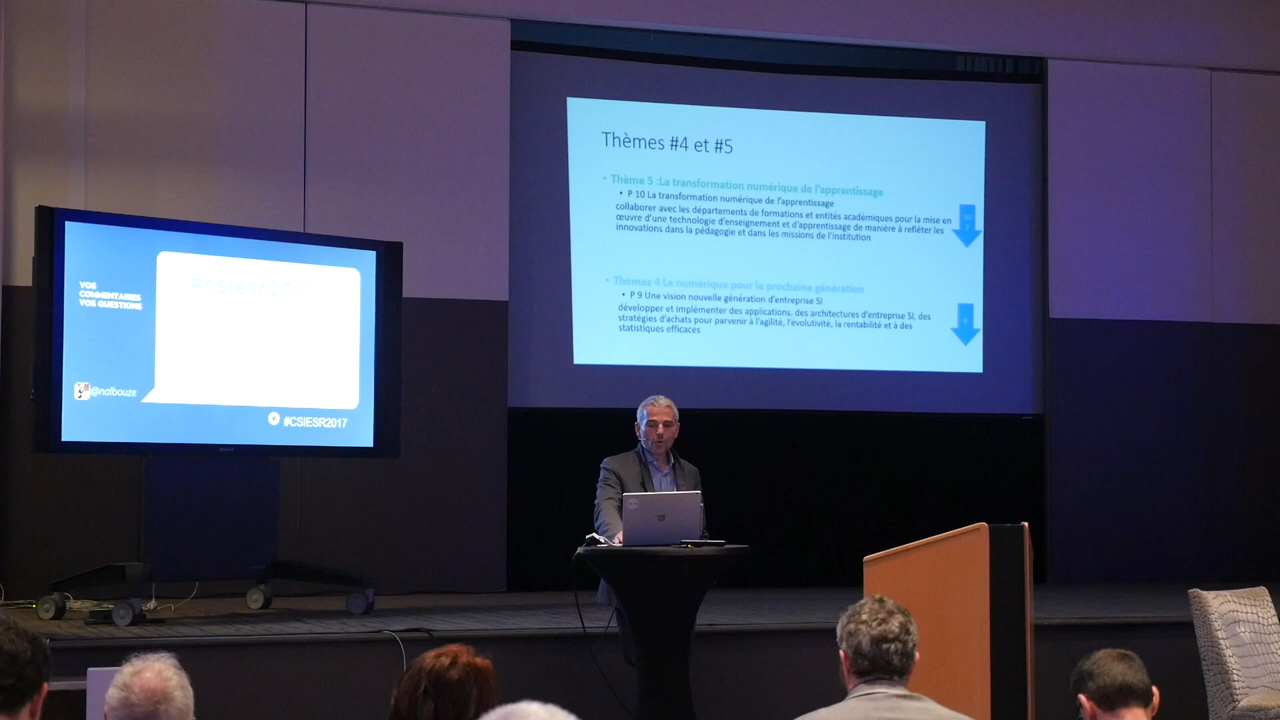 Thèmes #4 et #5
• Thème 5 :La transformation numérique de l'apprentissage
• P 10 La transformation numérique de l'apprentissage
collaborer avec les départements de formations et entités académiques pour la mise en
œuvre d'une technologie d'enseignement et d'apprentissage de manière à refléter les
innovations dans la pédagogie et dans les missions de l'institution
• Thèmes 4 Le numérique pour la prochaine génération
• P 9 Une vision nouvelle génération d'entreprise SI
développer et implémenter des applications, des architectures d'entreprise SI, des
stratégies d'achats pour parvenir à l'agilité, l'évolutivité, la rentabilité et à des
statistiques efficaces
#csiesr2017
VOS
COMMENTAIRES
VOS QUESTIONS
@nalbouze
#CSIESR2017